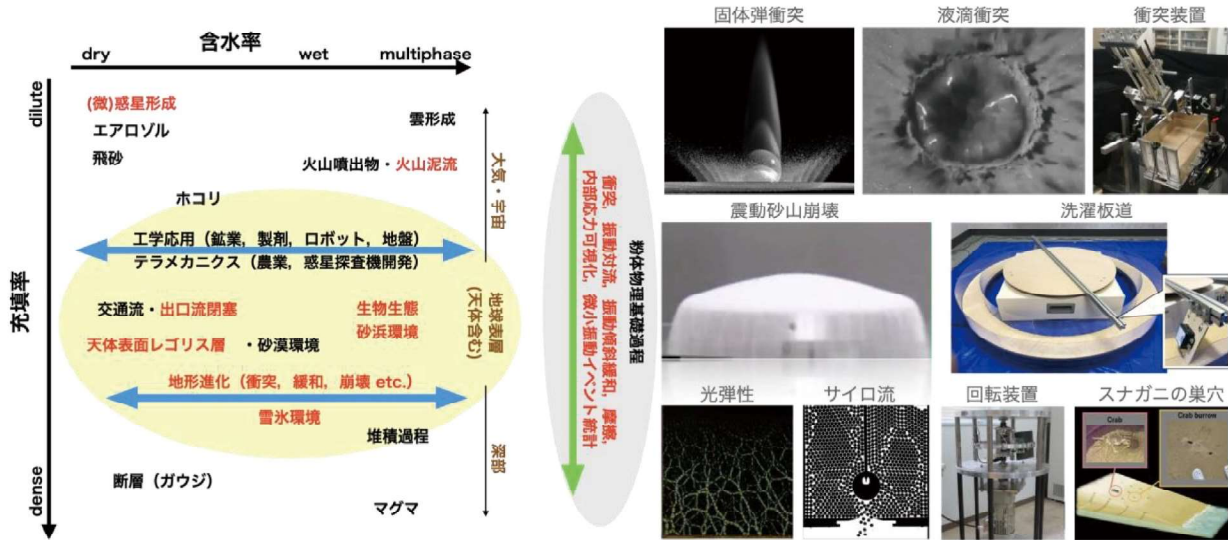 含水率
dry
wet
multiphase
充填率
dilute
dense
(微)惑星形成
エアロゾル
飛砂
雲形成
火山噴出物・火山泥流
ホコリ
工学応用（鉱業，製剤，ロボット，地盤）
テラメカニクス（農業，惑星探査機開発）
交通流・出口流閉塞
生物生態
砂浜環境
天体表面レゴリス層 ・砂漠環境
地形進化（衝突，緩和，崩壊 etc.）
雪氷環境
堆積過程
断層（ガウジ）
マグマ
大気・宇宙
地球表層
(天体含む)
深部
衝突，振動対流，振動傾斜緩和，摩擦，
内部応力可視化，微小振動イベント統計
粉体物理基礎過程
固体弾衝突
液滴衝突
衝突装置
震動砂山崩壊
洗濯板道
光弾性
サイロ流
回転装置
スナガニの巣穴
Crab
Crab burrow